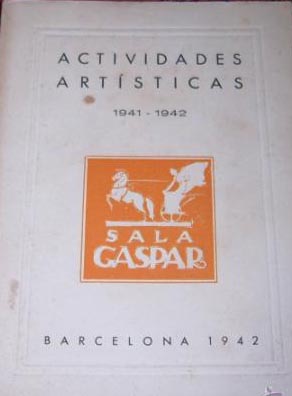 ACTIVIDADES
ARTÍSTICAS
1941 - 1942
SALA
GASPAR
BARCELONA 1942